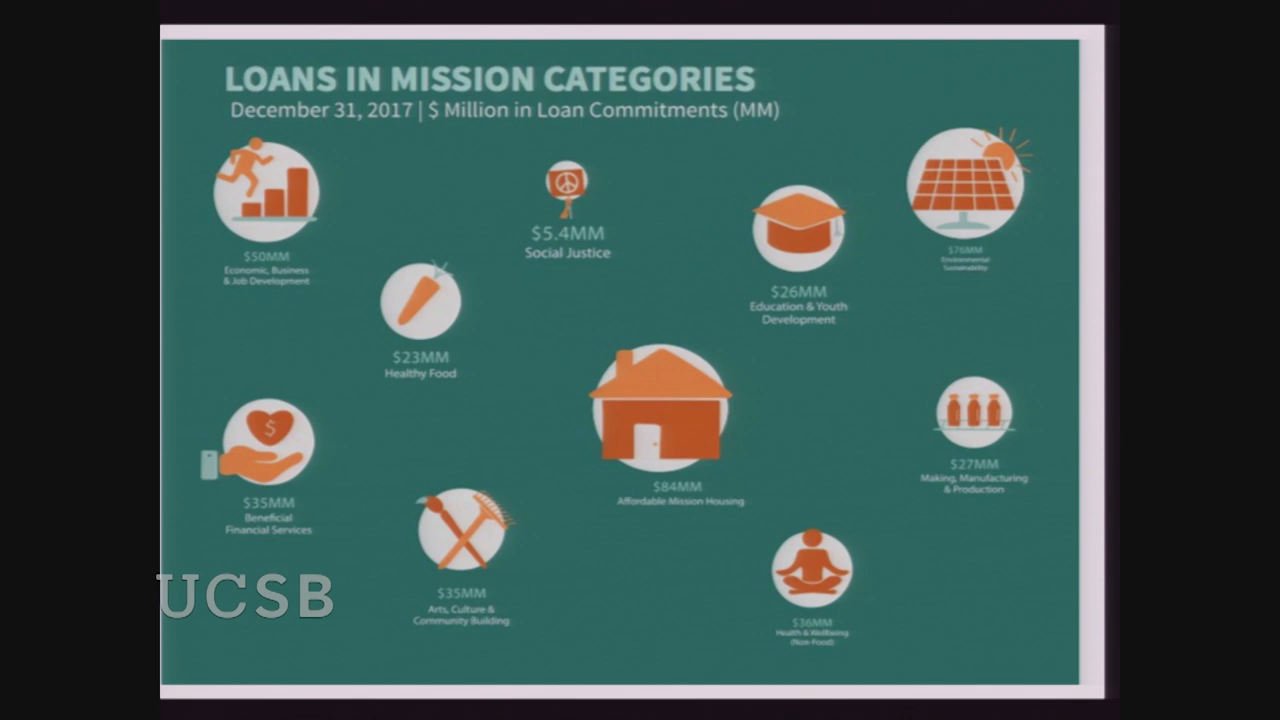 LOANS IN MISSION CATEGORIES
December 31, 2017 | $ Million in Loan Commitments (MM)
$50MM
Economic, Business
& Job Development
$5.4MM
Social Justice
$26MM
Education & Youth
Development
$76MM
Environmental
Sustainability
$23MM
Healthy Food
$35MM
Beneficial
Financial Services
$84MM
Affordable Mission Housing
$27MM
Making, Manufacturing
& Production
$35MM
Arts, Culture &
Community Building
$36MM
Health & Wellbeing
(Non-Food)
$
UCSB